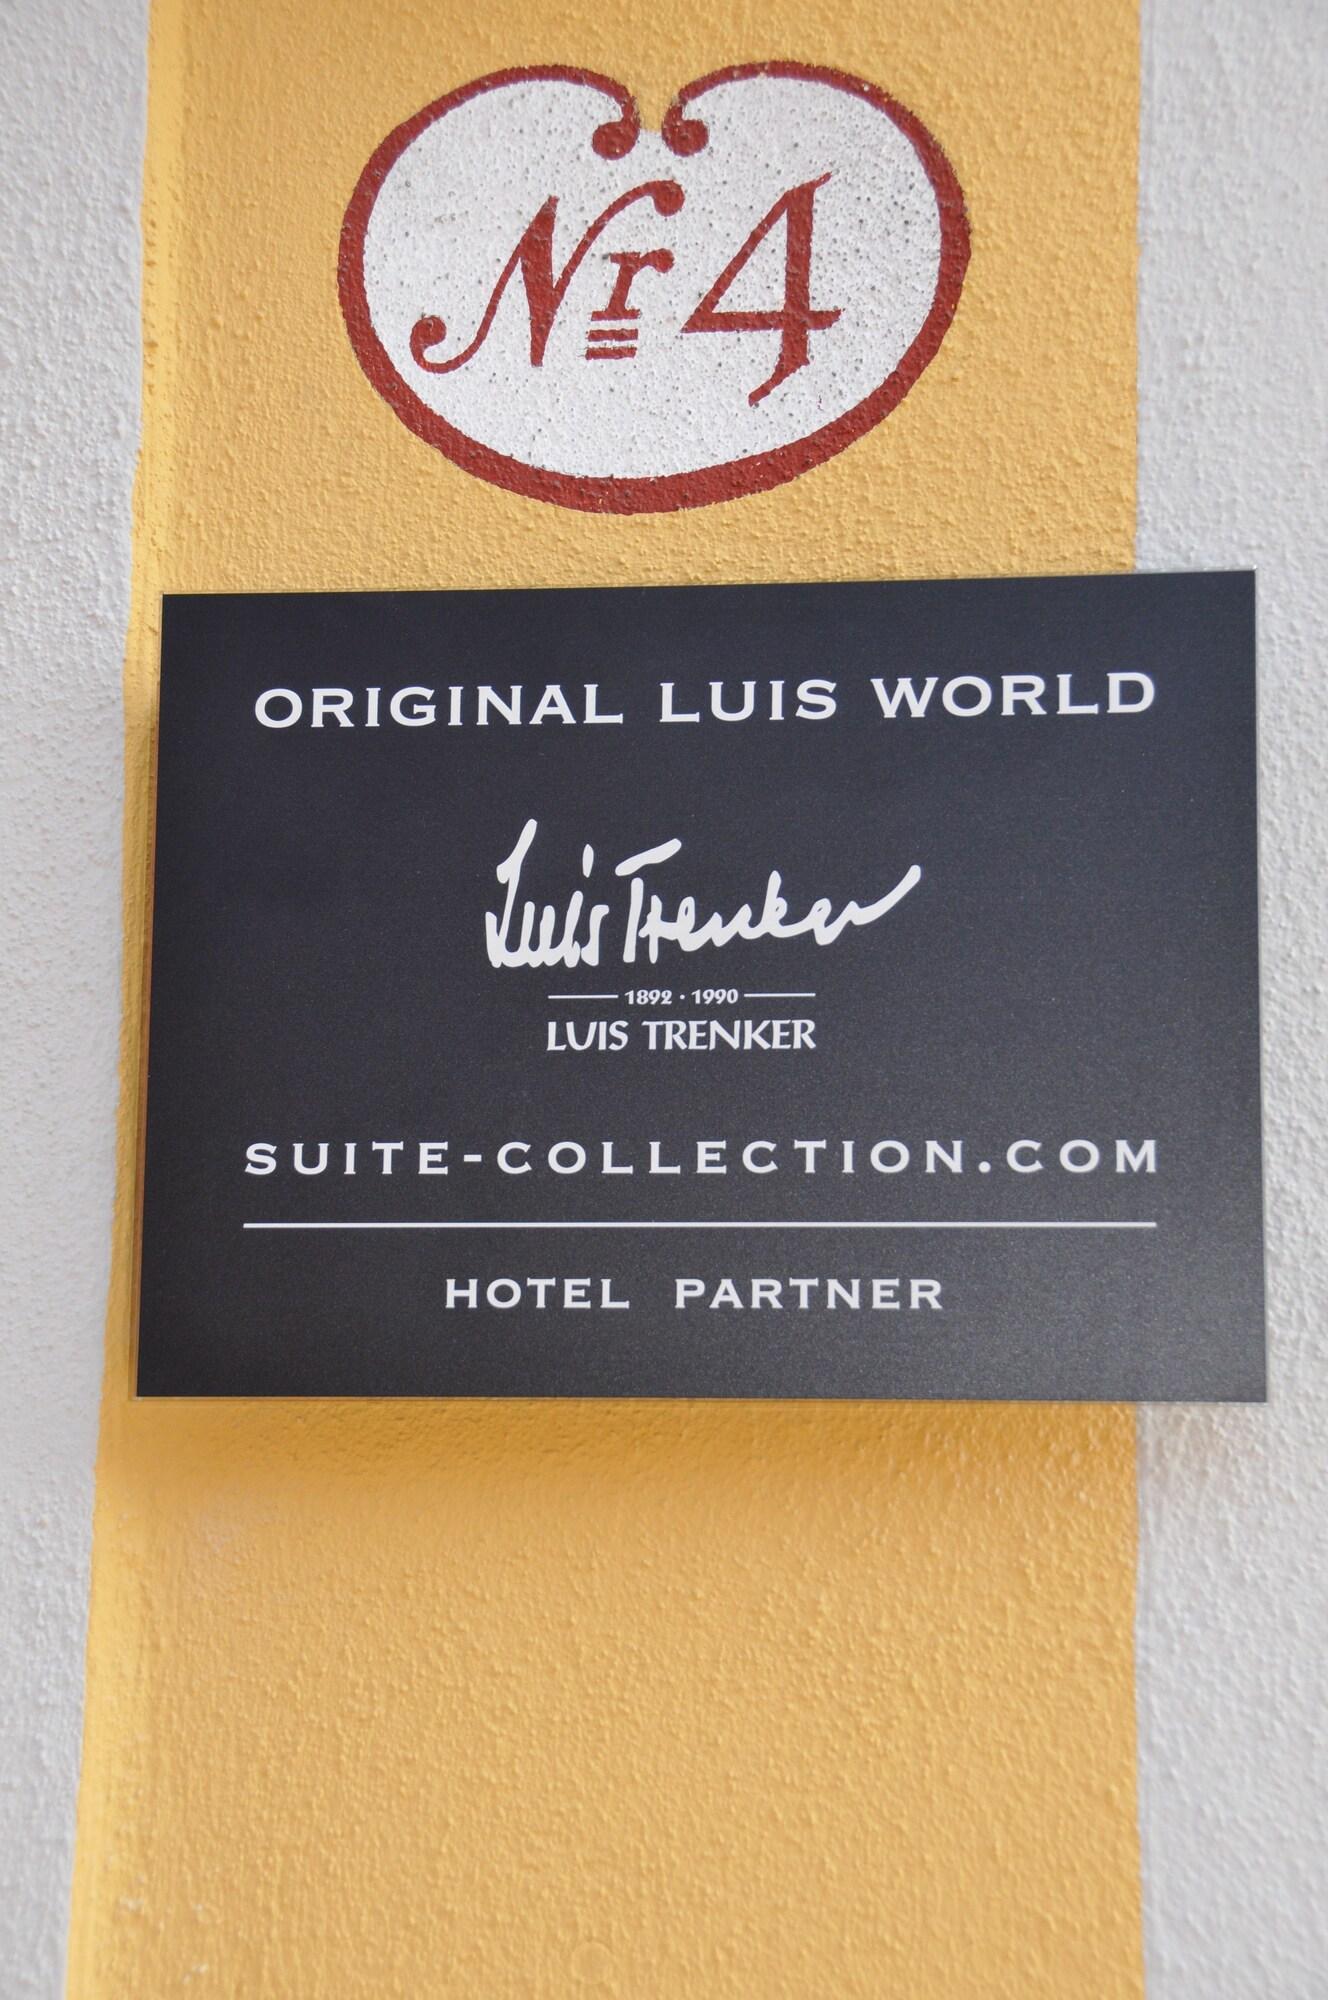 Nr 4
ORIGINAL LUIS WORLD
Luis Trenker
1892 · 1990
LUIS TRENKER
SUITE-COLLECTION.COM
HOTEL PARTNER